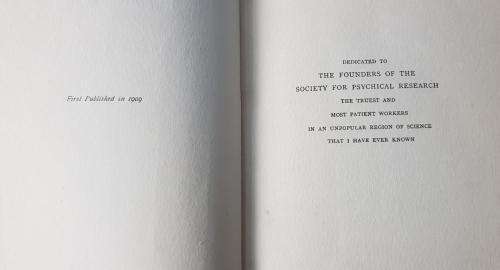 First Published in 1909
DEDICATED TO
THE FOUNDERS OF THE
SOCIETY FOR PSYCHICAL RESEARCH
THE TRUEST AND
MOST PATIENT WORKERS
IN AN UNPOPULAR REGION OF SCIENCE
THAT I HAVE EVER KNOWN